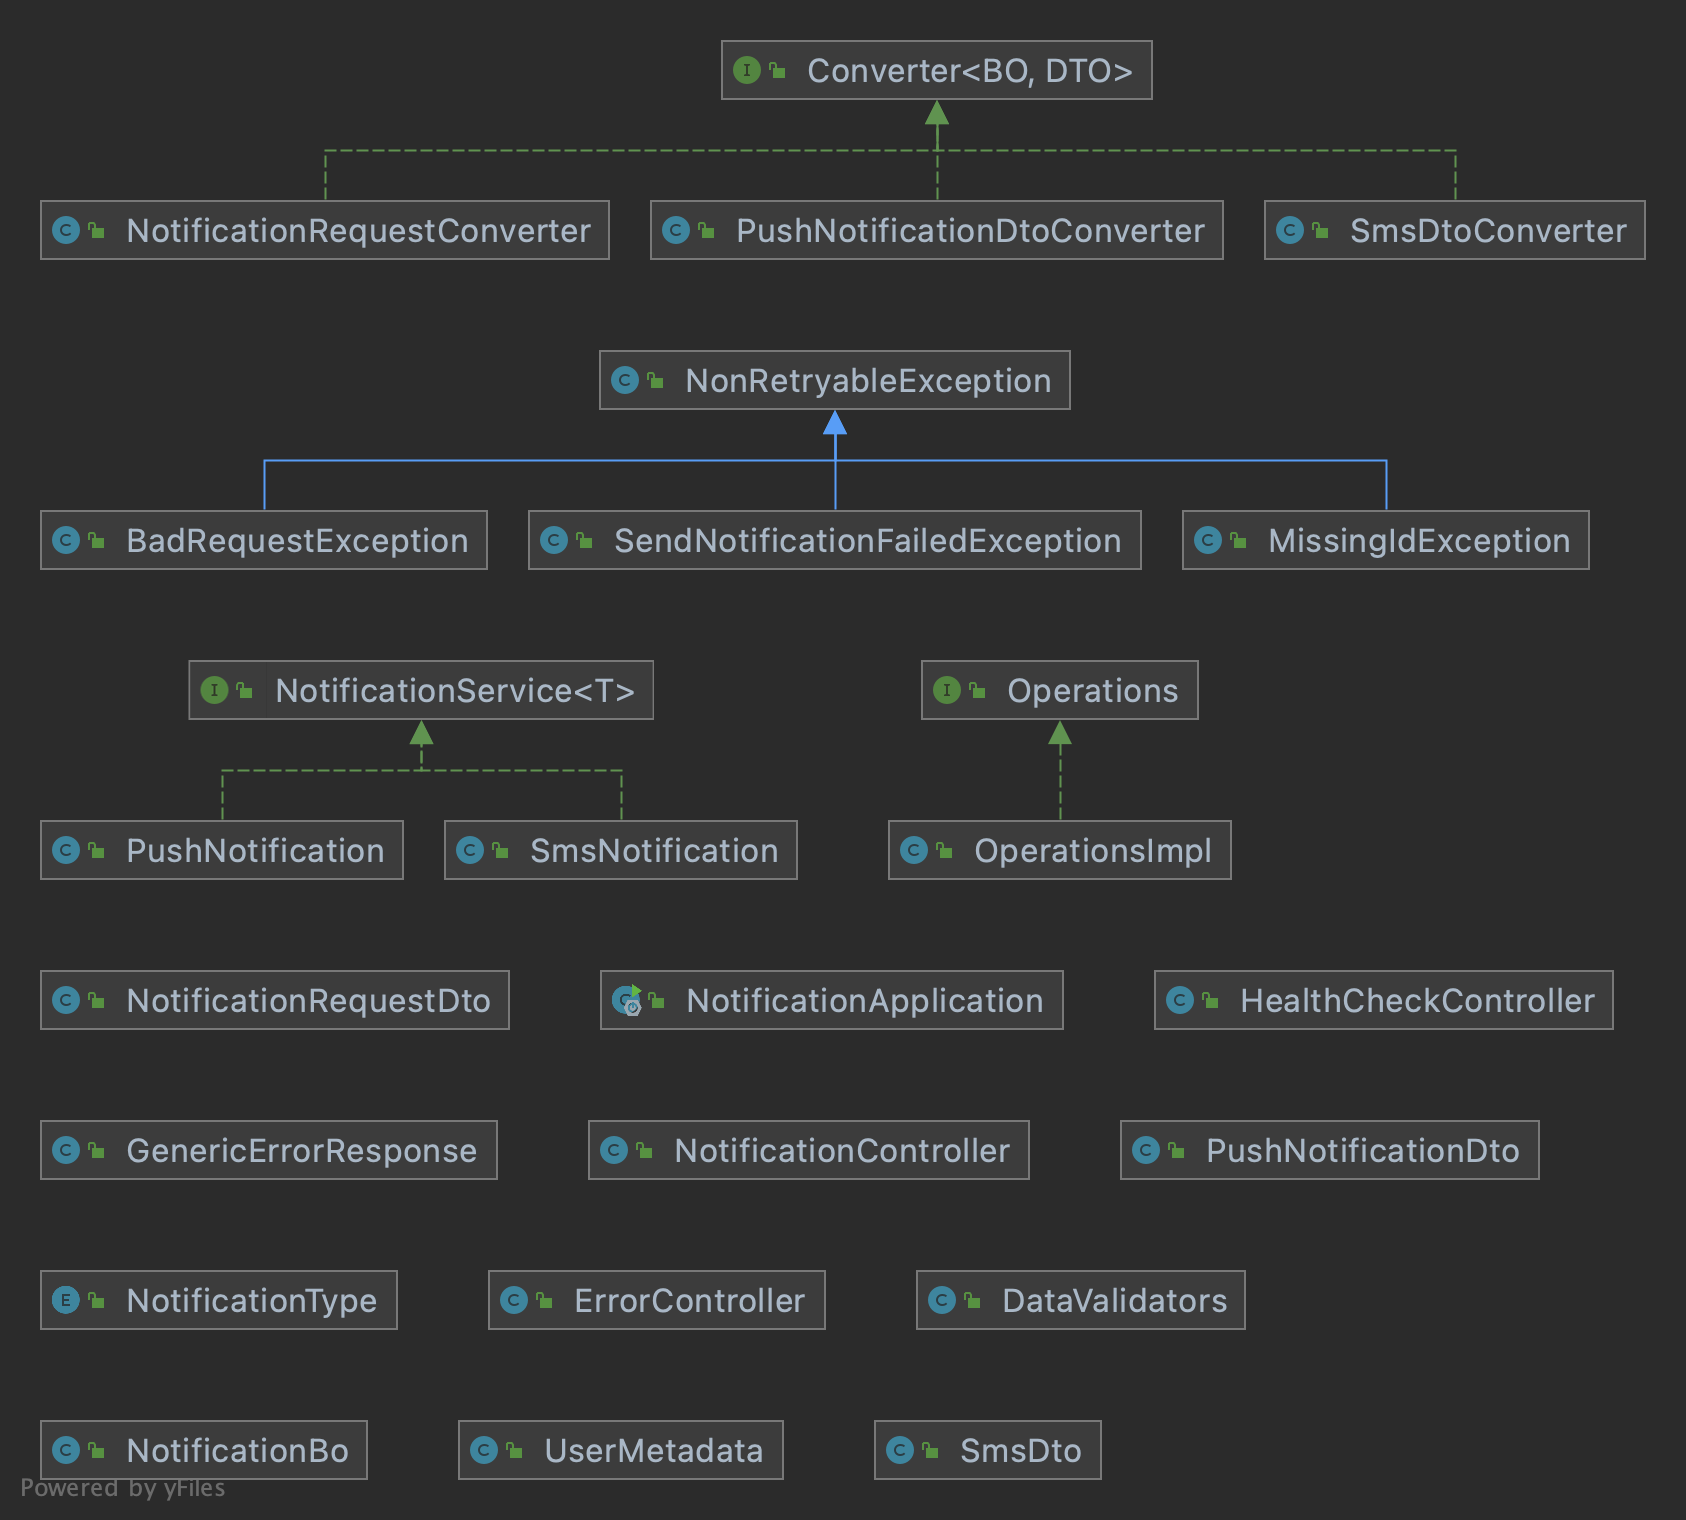 Converter<BO, DTO>
NotificationRequestConverter
PushNotificationDtoConverter
SmsDtoConverter
NonRetryableException
BadRequestException
SendNotificationFailedException
MissingIdException
NotificationService<T>
Operations
PushNotification
SmsNotification
OperationsImpl
NotificationRequestDto
NotificationApplication
HealthCheckController
GenericErrorResponse
NotificationController
PushNotificationDto
NotificationType
ErrorController
DataValidators
NotificationBo
UserMetadata
SmsDto
Powered by yFiles